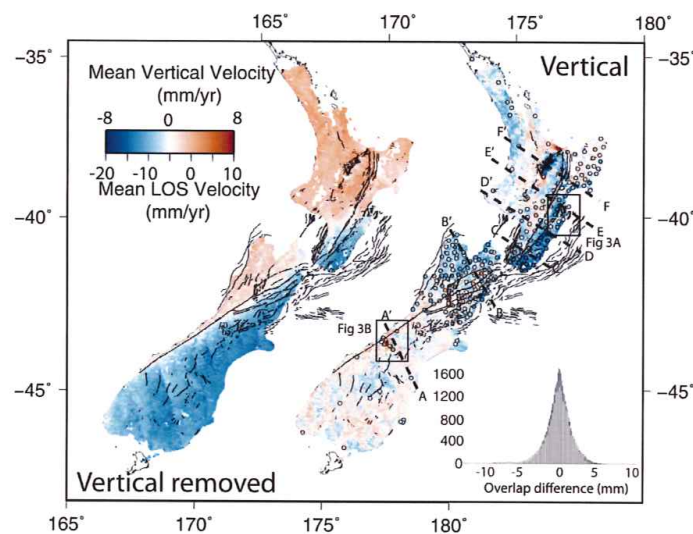 165° 170° 175° 180°
-35° -35°
Mean Vertical Velocity
(mm/yr)
-8 8
-20 -10 0 0 10
Mean LOS Velocity
(mm/yr)
Vertical
F'
E'
D'
-40° -40°
F
E
Fig 3A
D
C
B'
B
A'
Fig 3B
A
-45° -45°
1600
1200
800
400
0
-10 -5 0 5 10
Overlap difference (mm)
Vertical removed
165° 170° 175° 180°